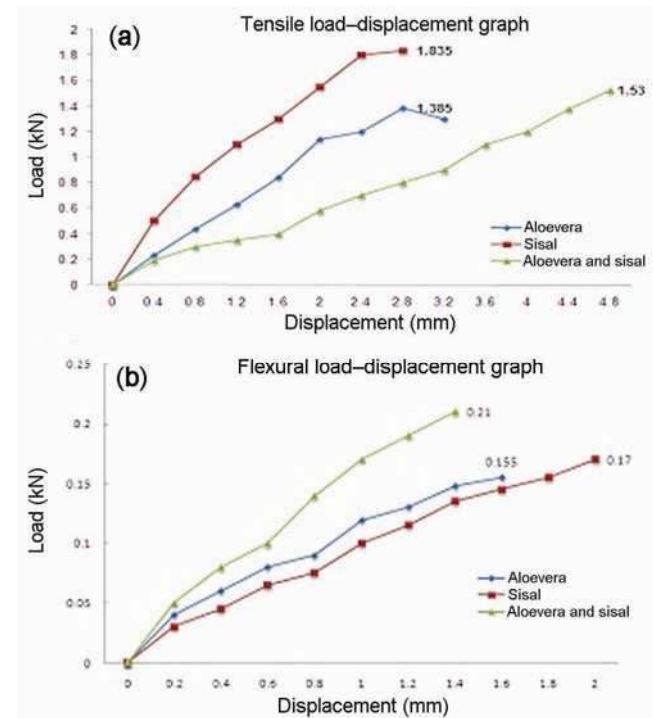 (a)
Tensile load–displacement graph
Load (kN)
2
1.8
1.6
1.4
1.2
1
0.8
0.6
0.4
0.2
0
1.835
1.385
1.53
Aloevera
Sisal
Aloevera and sisal
0 0.4 0.8 1.2 1.6 2 2.4 2.8 3.2 3.6 4 4.4 4.8
Displacement (mm)
(b)
Flexural load–displacement graph
Load (kN)
0.25
0.2
0.15
0.1
0.05
0
0.21
0.155
0.17
Aloevera
Sisal
Aloevera and sisal
0 0.2 0.4 0.6 0.8 1 1.2 1.4 1.6 1.8 2
Displacement (mm)